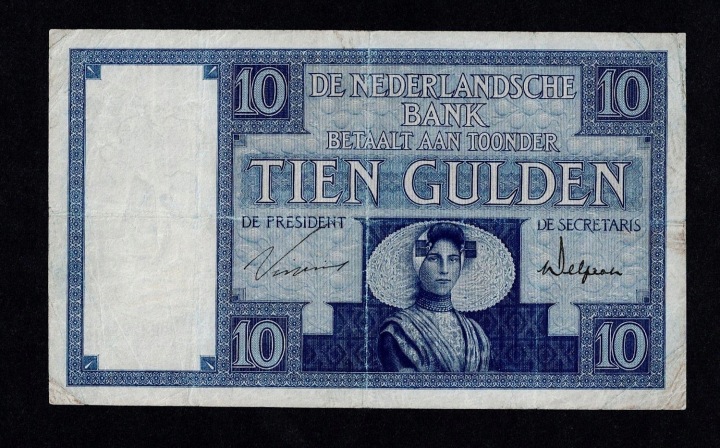 10 DE NEDERLANDSCHE 10
BANK
BETAALT AAN TOONDER
TIEN GULDEN
DE PRESIDENT DE SECRETARIS
10 10